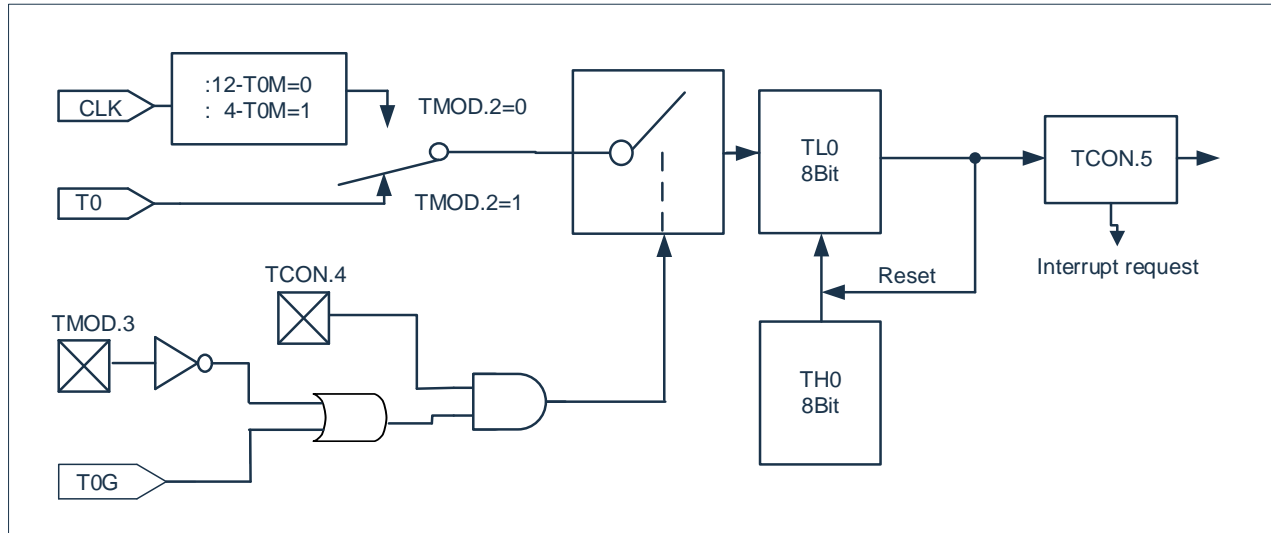 :12-T0M=0
: 4-T0M=1
CLK
TMOD.2=0
T0
TMOD.2=1
TL0
8Bit
TCON.5
Interrupt request
Reset
TCON.4
TMOD.3
TH0
8Bit
T0G